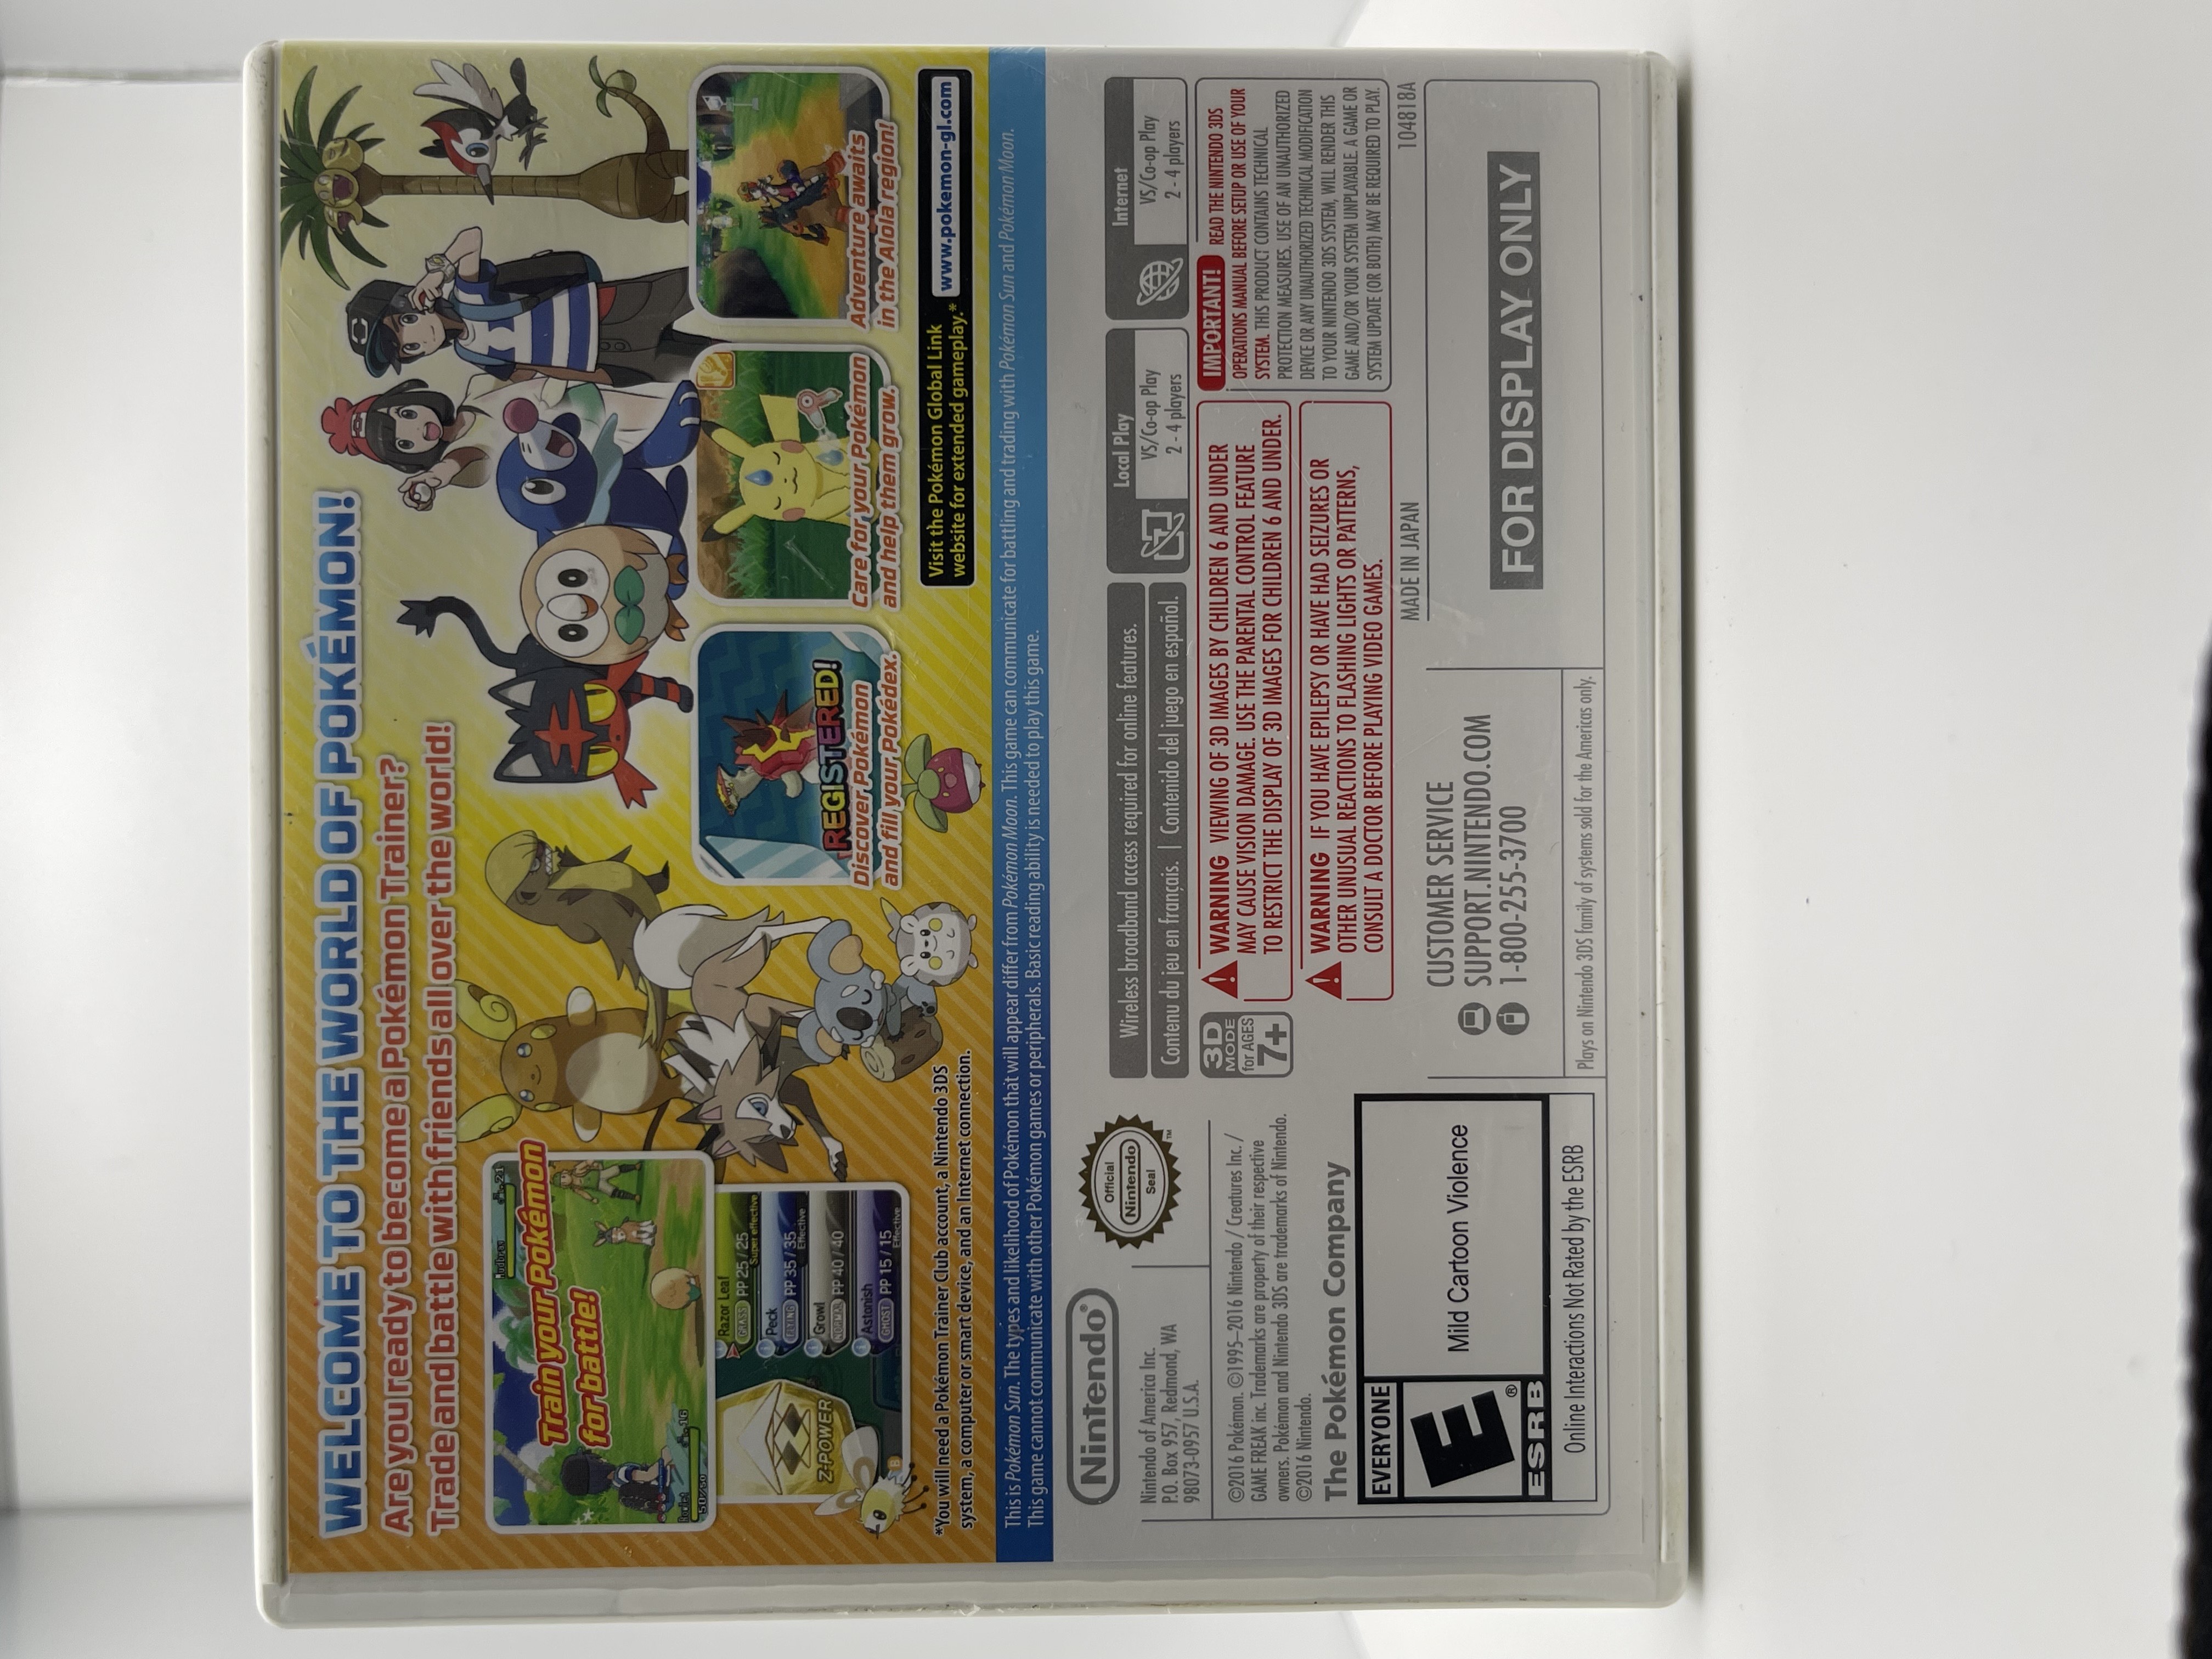 WELCOME TO THE WORLD OF POKÉMON!
Are you ready to become a Pokémon Trainer?
Trade and battle with friends all over the world!
21
Train your Pokémon
for battle!
Rowlet
16
50/50
Razor Leaf
GRASS PP 25/25
Super effective
Peck
FLYING PP 35/35
Effective
Growl
NORMAL PP 40/40
Astonish
GHOST PP 15/15
Effective
Z-POWER
B
REGISTERED!
Discover Pokémon
and fill your Pokédex.
Care for your Pokémon
and help them grow.
Adventure awaits
in the Alola region!
*You will need a Pokémon Trainer Club account, a Nintendo 3DS
system, a computer or smart device, and an Internet connection.
Visit the Pokémon Global Link
website for extended gameplay.*
www.pokemon-gl.com
This is Pokémon Sun. The types and likelihood of Pokémon that will appear differ from Pokémon Moon. This game can communicate for battling and trading with Pokémon Sun and Pokémon Moon.
This game cannot communicate with other Pokémon games or peripherals. Basic reading ability is needed to play this game.
Nintendo®
Nintendo of America Inc.
P.O. Box 957, Redmond, WA
98073-0957 U.S.A.
Official
Nintendo
Seal
TM
Wireless broadband access required for online features.
Contenu du jeu en français. | Contenido del juego en español.
Local Play
VS/Co-op Play
2 - 4 players
Internet
VS/Co-op Play
2 - 4 players
©2016 Pokémon. ©1995–2016 Nintendo / Creatures Inc. /
GAME FREAK inc. Trademarks are property of their respective
owners. Pokémon and Nintendo 3DS are trademarks of Nintendo.
©2016 Nintendo.
The Pokémon Company
3D
MODE
for AGES
7+
WARNING VIEWING OF 3D IMAGES BY CHILDREN 6 AND UNDER
MAY CAUSE VISION DAMAGE. USE THE PARENTAL CONTROL FEATURE
TO RESTRICT THE DISPLAY OF 3D IMAGES FOR CHILDREN 6 AND UNDER.
WARNING IF YOU HAVE EPILEPSY OR HAVE HAD SEIZURES OR
OTHER UNUSUAL REACTIONS TO FLASHING LIGHTS OR PATTERNS,
CONSULT A DOCTOR BEFORE PLAYING VIDEO GAMES.
IMPORTANT! READ THE NINTENDO 3DS
OPERATIONS MANUAL BEFORE SETUP OR USE OF YOUR
SYSTEM. THIS PRODUCT CONTAINS TECHNICAL
PROTECTION MEASURES. USE OF AN UNAUTHORIZED
DEVICE OR ANY UNAUTHORIZED TECHNICAL MODIFICATION
TO YOUR NINTENDO 3DS SYSTEM, WILL RENDER THIS
GAME AND/OR YOUR SYSTEM UNPLAYABLE. A GAME OR
SYSTEM UPDATE (OR BOTH) MAY BE REQUIRED TO PLAY.
MADE IN JAPAN
104818A
EVERYONE
E
®
ESRB
Mild Cartoon Violence
Online Interactions Not Rated by the ESRB
CUSTOMER SERVICE
SUPPORT.NINTENDO.COM
1-800-255-3700
Plays on Nintendo 3DS family of systems sold for the Americas only.
FOR DISPLAY ONLY